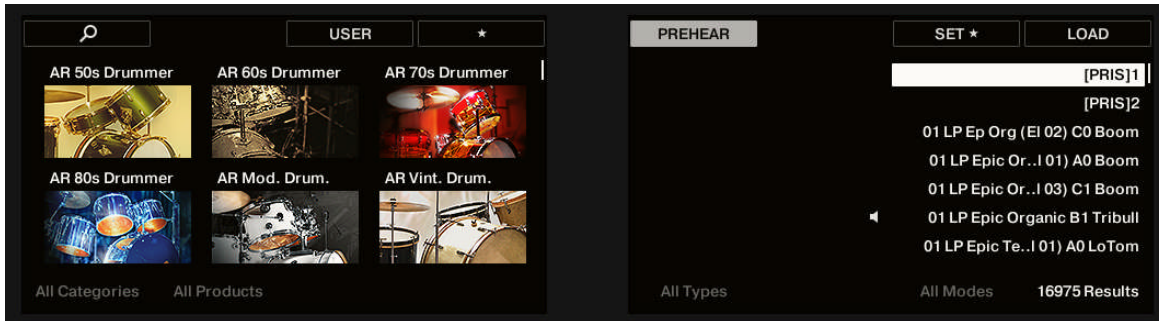 USER ★
AR 50s Drummer AR 60s Drummer AR 70s Drummer
AR 80s Drummer AR Mod. Drum. AR Vint. Drum.
All Categories All Products
PREHEAR SET ★ LOAD
[PRIS]1
[PRIS]2
01 LP Ep Org (El 02) C0 Boom
01 LP Epic Or..l 01) A0 Boom
01 LP Epic Or..l 03) C1 Boom
01 LP Epic Organic B1 Tribull
01 LP Epic Te..l 01) A0 LoTom
All Types All Modes 16975 Results